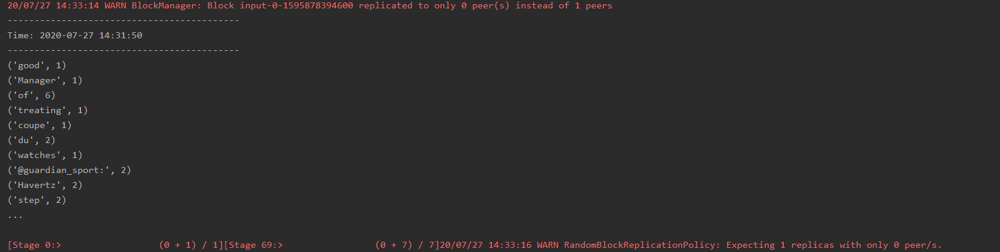 20/07/27 14:33:14 WARN BlockManager: Block input-0-1595878394600 replicated to only 0 peer(s) instead of 1 peers
-------------------------------------------
Time: 2020-07-27 14:31:50
-------------------------------------------
('good', 1)
('Manager', 1)
('of', 6)
('treating', 1)
('coupe', 1)
('du', 2)
('watches', 1)
('@guardian_sport:', 2)
('Havertz', 2)
('step', 2)
...
[Stage 0:>                  (0 + 1) / 1][Stage 69:>                 (0 + 7) / 7]20/07/27 14:33:16 WARN RandomBlockReplicationPolicy: Expecting 1 replicas with only 0 peer/s.